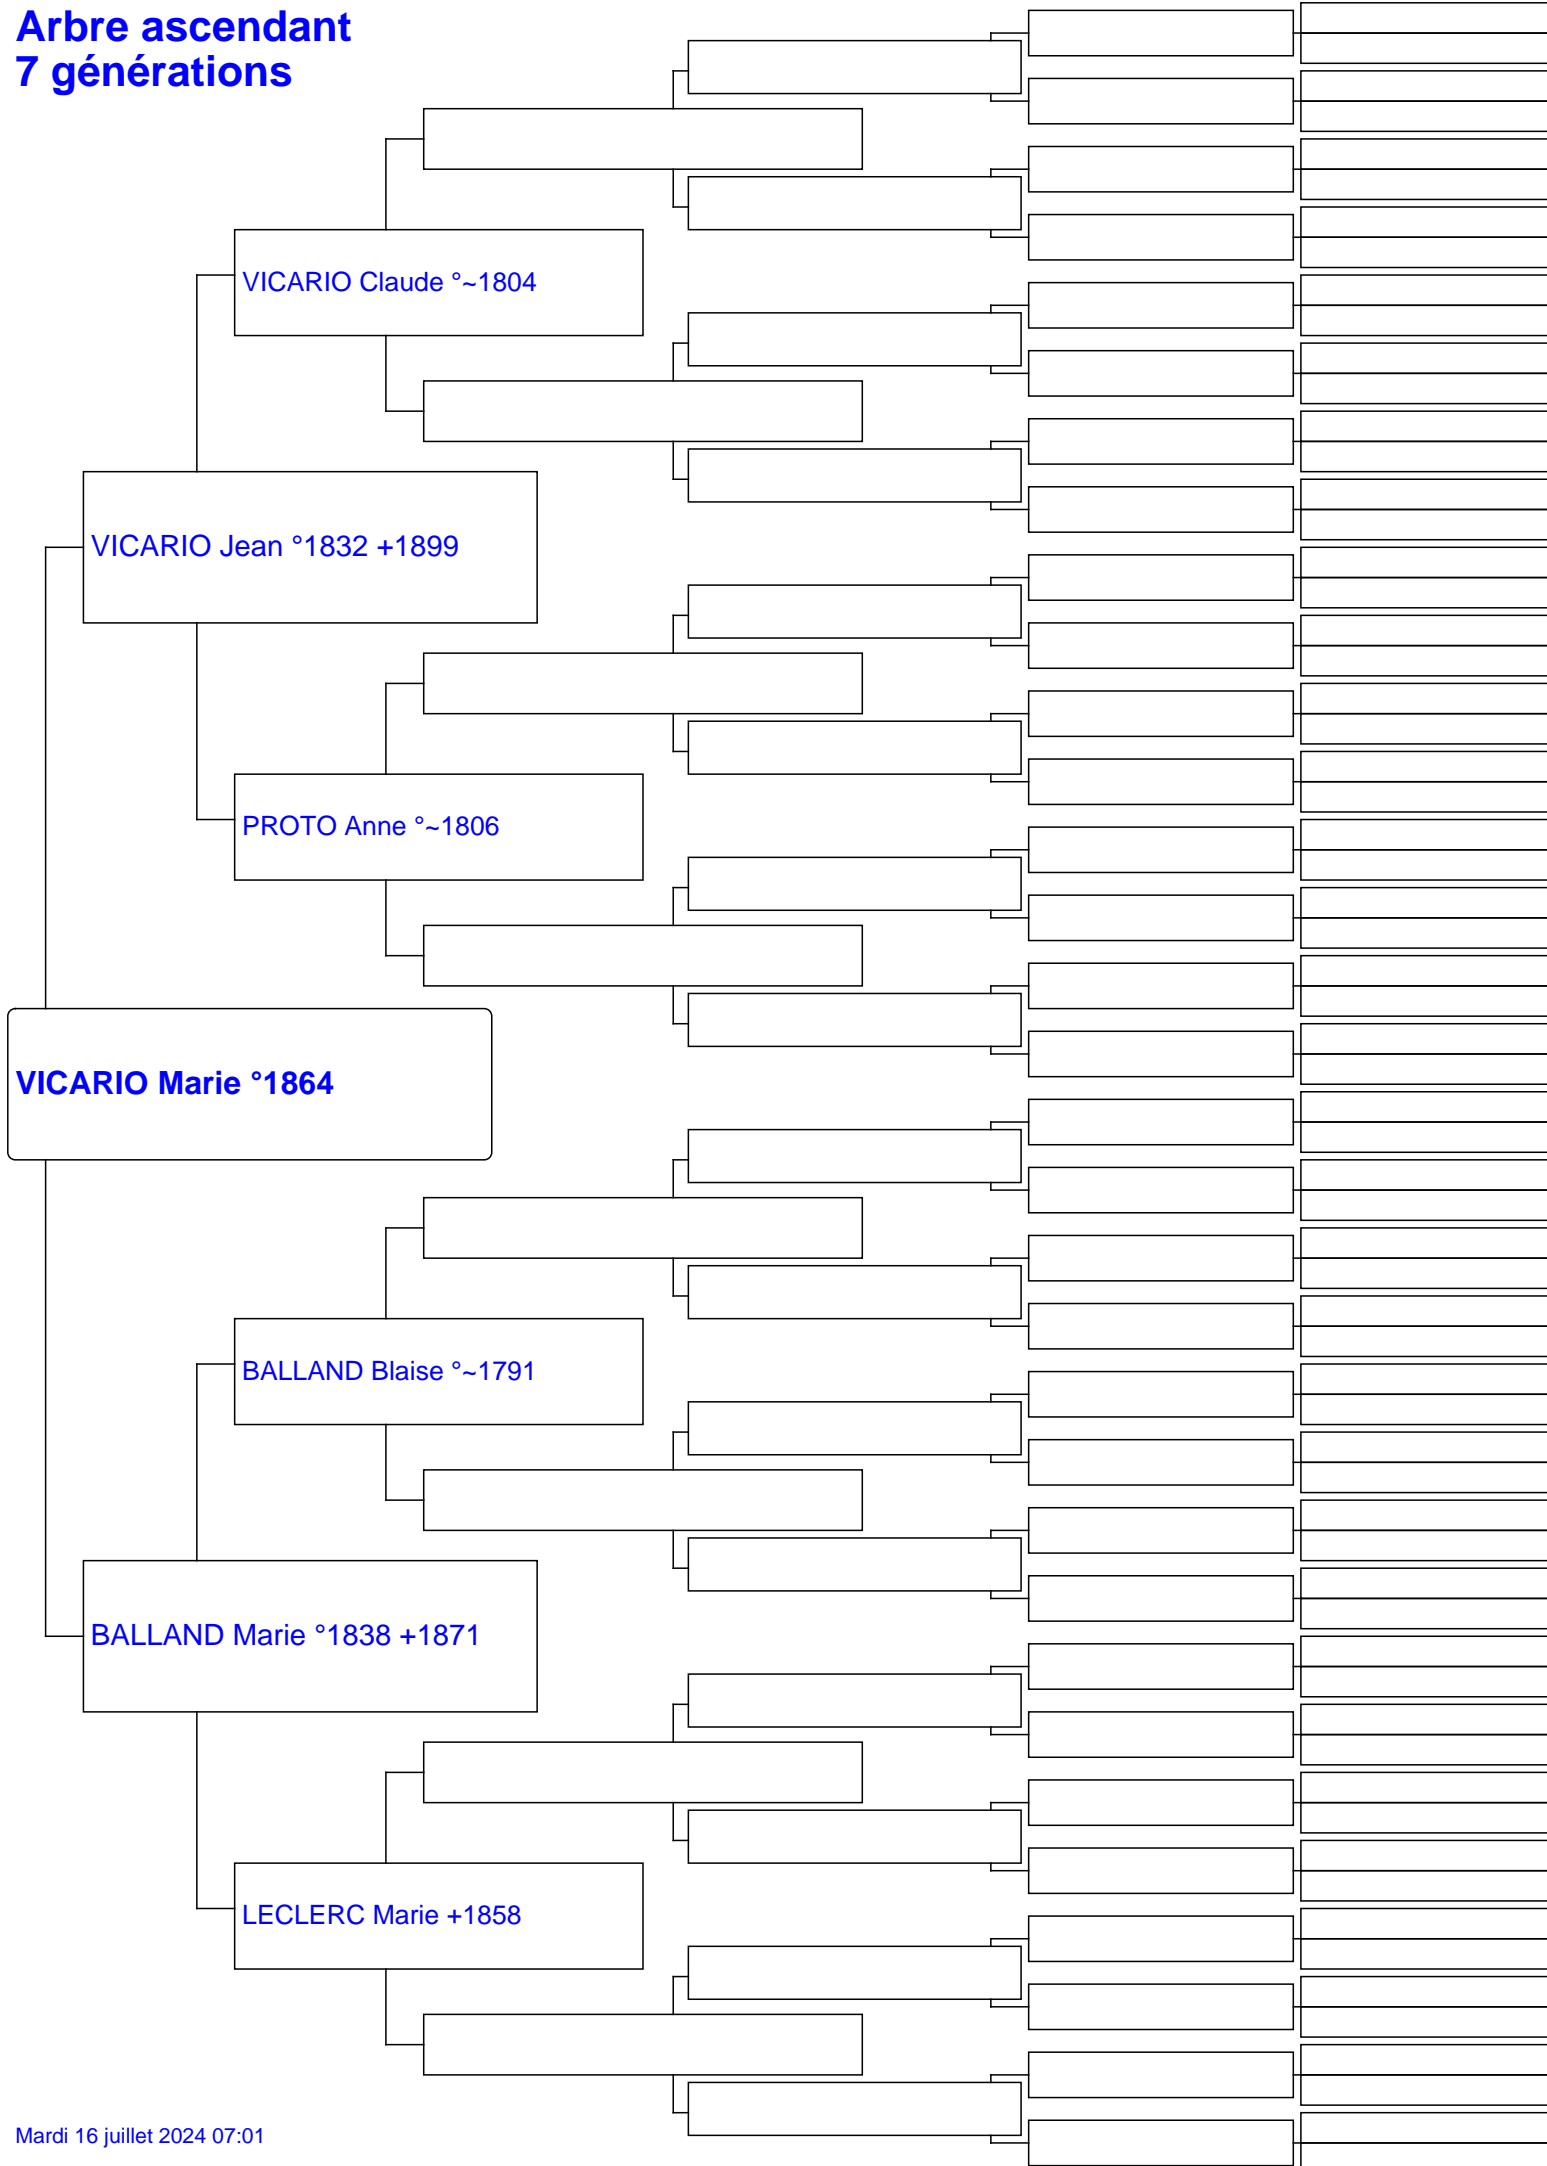 Arbre ascendant
7 générations
VICARIO Claude °~1804
VICARIO Jean °1832 +1899
PROTO Anne °~1806
VICARIO Marie °1864
BALLAND Blaise °~1791
BALLAND Marie °1838 +1871
LECLERC Marie +1858
Mardi 16 juillet 2024 07:01